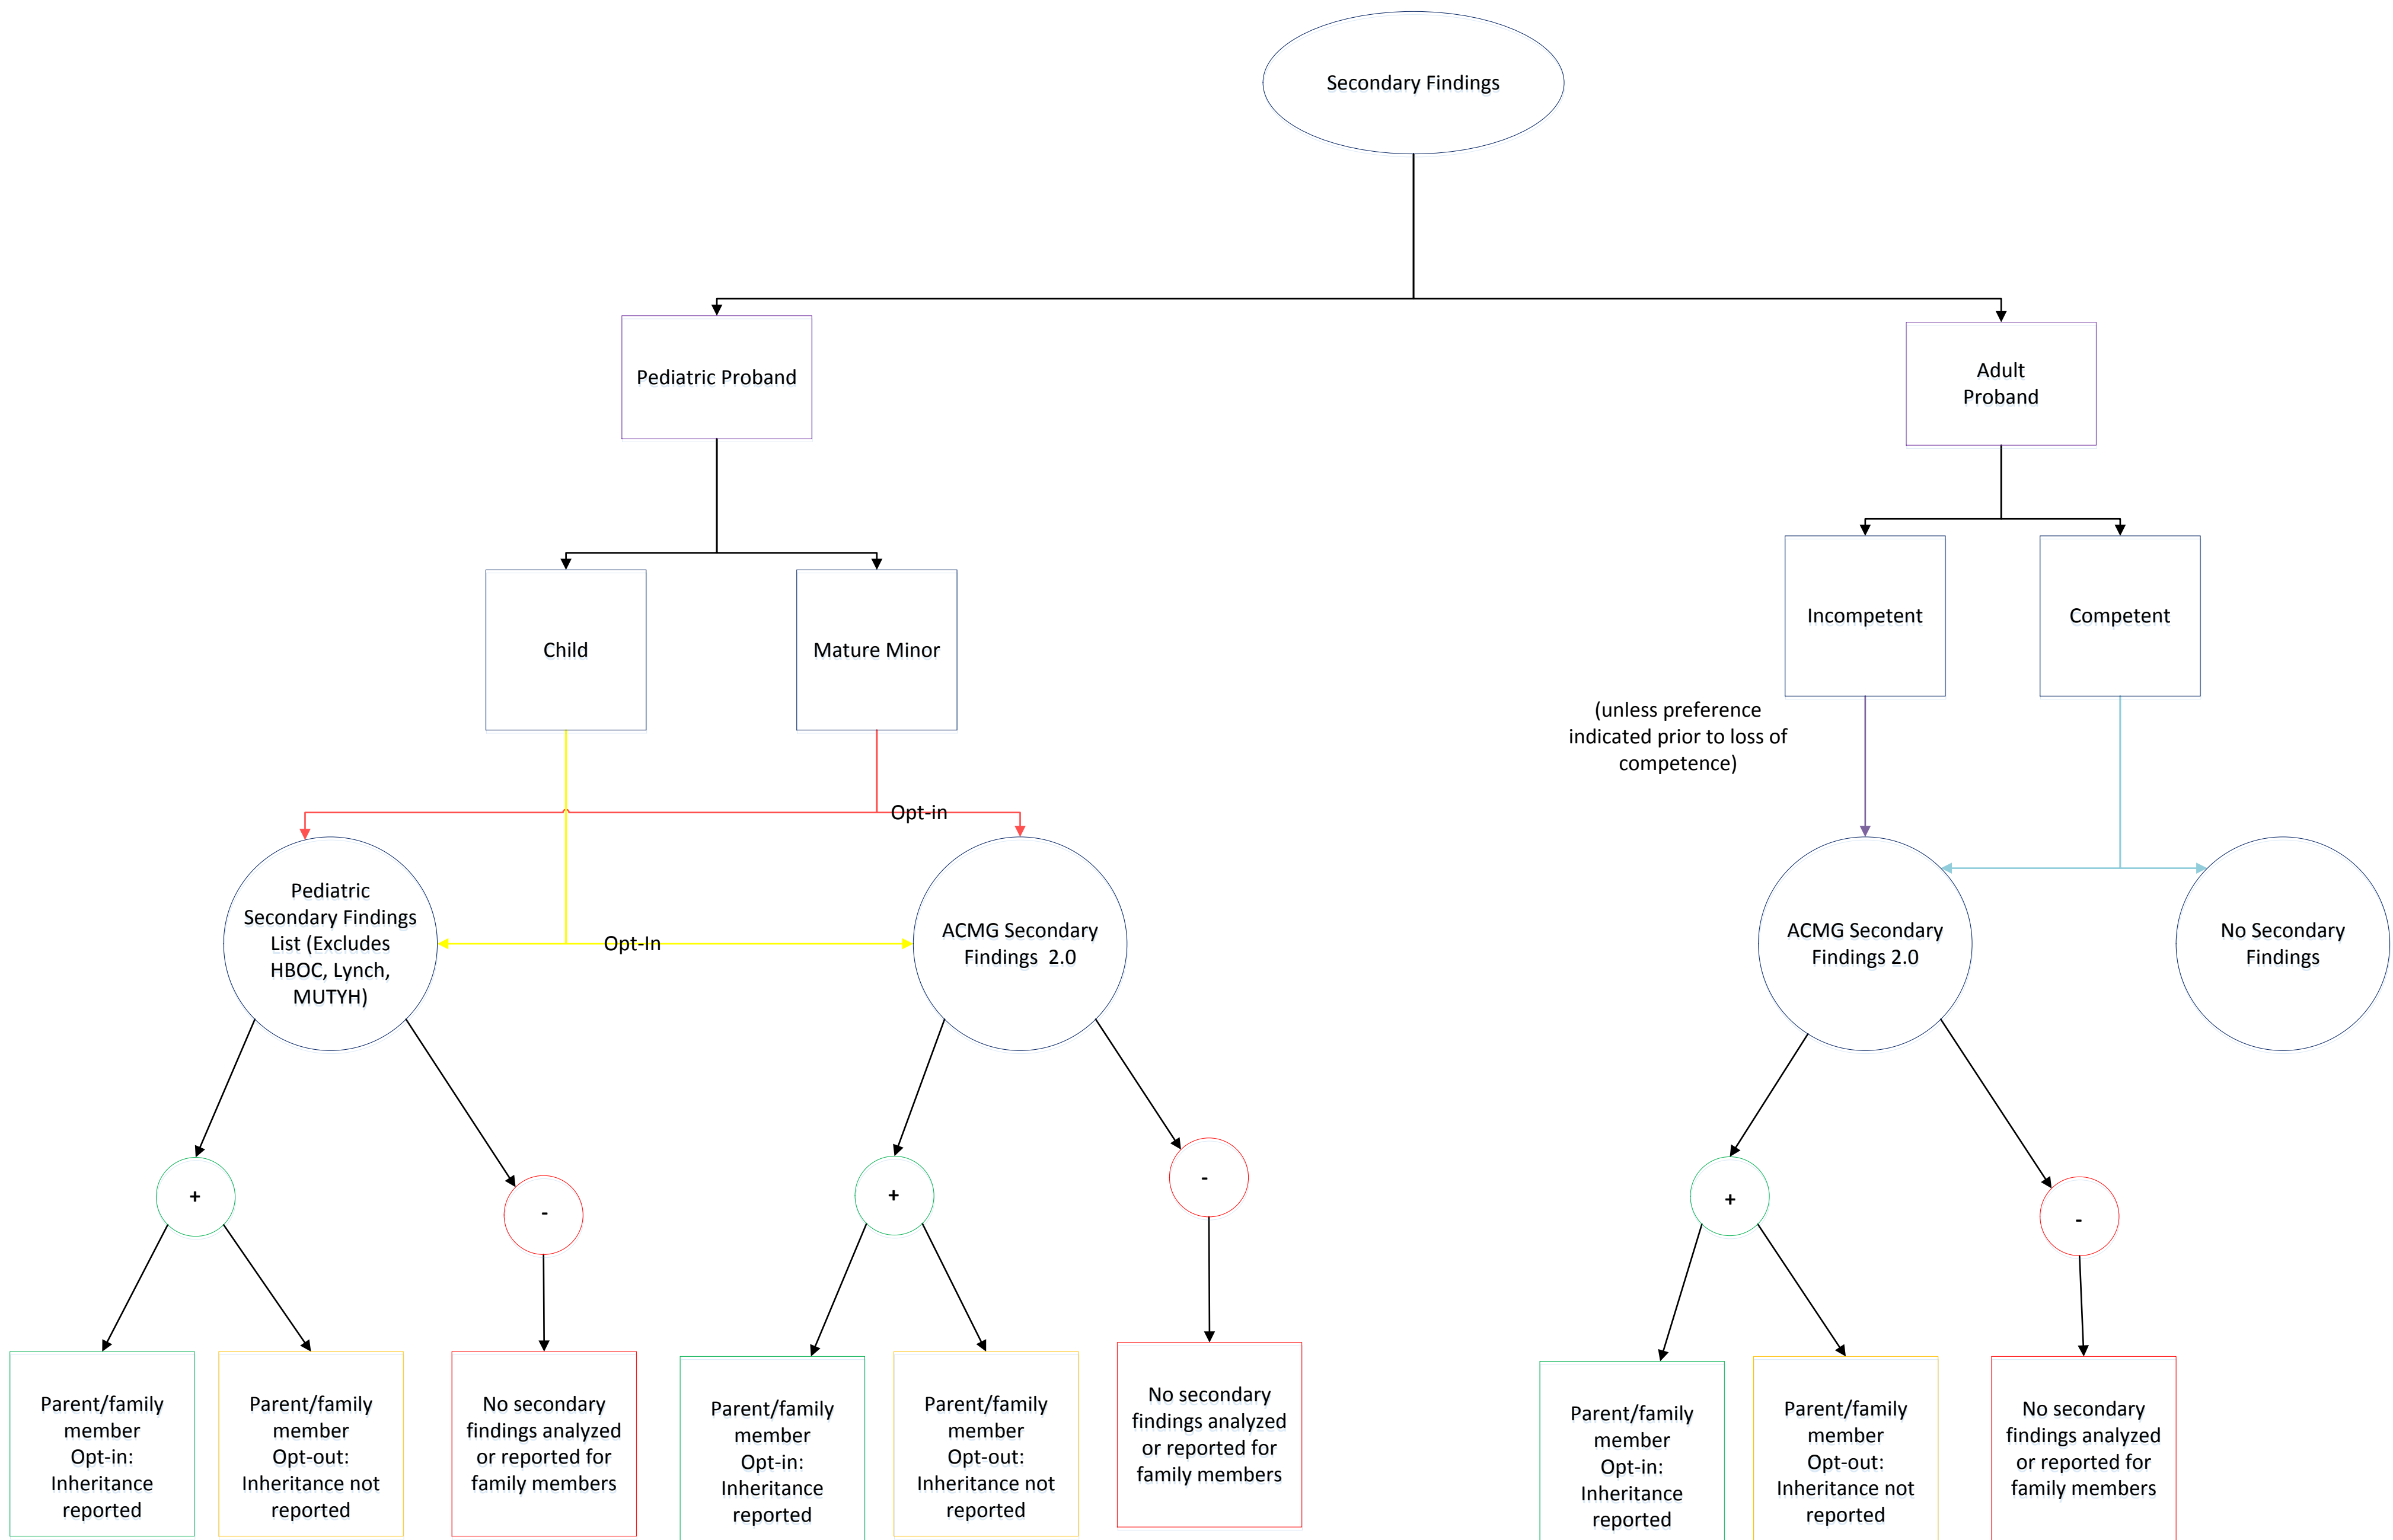 Secondary Findings
Pediatric Proband
Adult
Proband
Child
Mature Minor
Incompetent
Competent
(unless preference
indicated prior to loss of
competence)
Opt-in
Pediatric
Secondary Findings
List (Excludes
HBOC, Lynch,
MUTYH)
Opt-In
ACMG Secondary
Findings  2.0
ACMG Secondary
Findings 2.0
No Secondary
Findings
+
-
+
-
+
-
Parent/family
member
Opt-in:
Inheritance
reported
Parent/family
member
Opt-out:
Inheritance not
reported
No secondary
findings analyzed
or reported for
family members
Parent/family
member
Opt-in:
Inheritance
reported
Parent/family
member
Opt-out:
Inheritance not
reported
No secondary
findings analyzed
or reported for
family members
Parent/family
member
Opt-in:
Inheritance
reported
Parent/family
member
Opt-out:
Inheritance not
reported
No secondary
findings analyzed
or reported for
family members